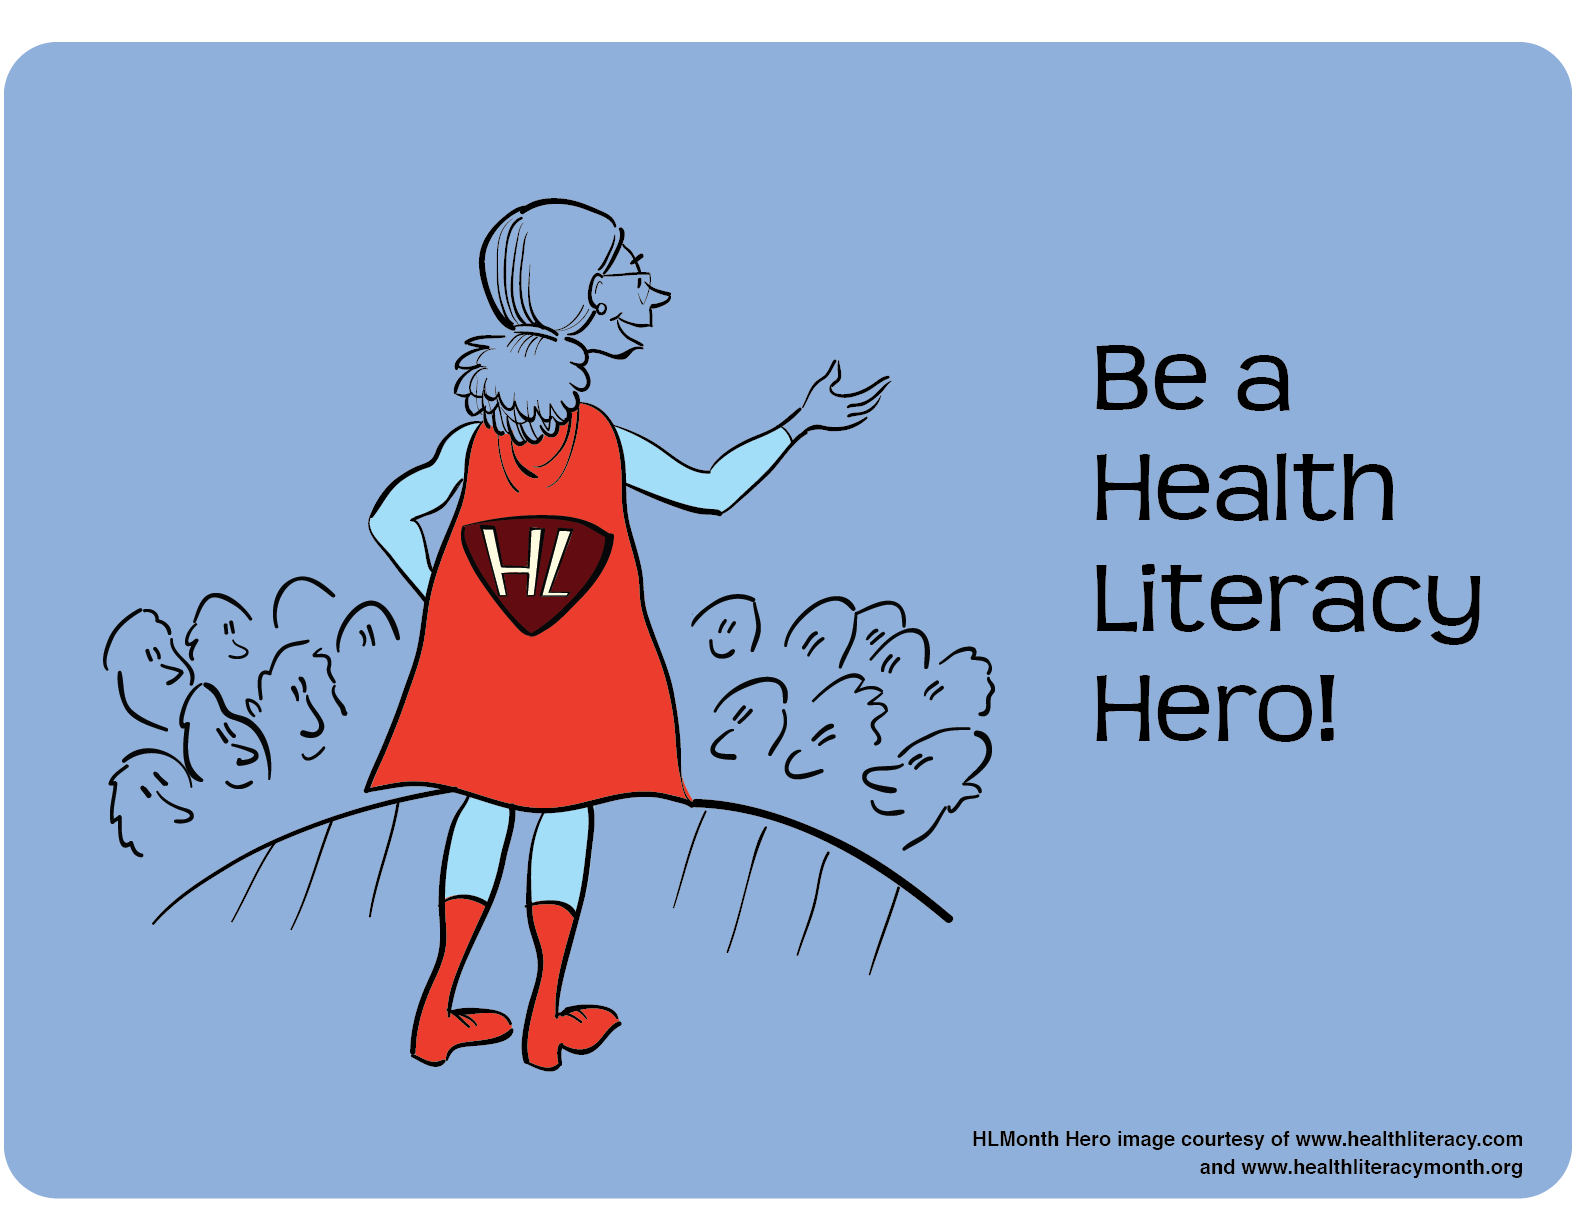 HL
Be a
Health
Literacy
Hero!
HLMonth Hero image courtesy of www.healthliteracy.com
and www.healthliteracymonth.org